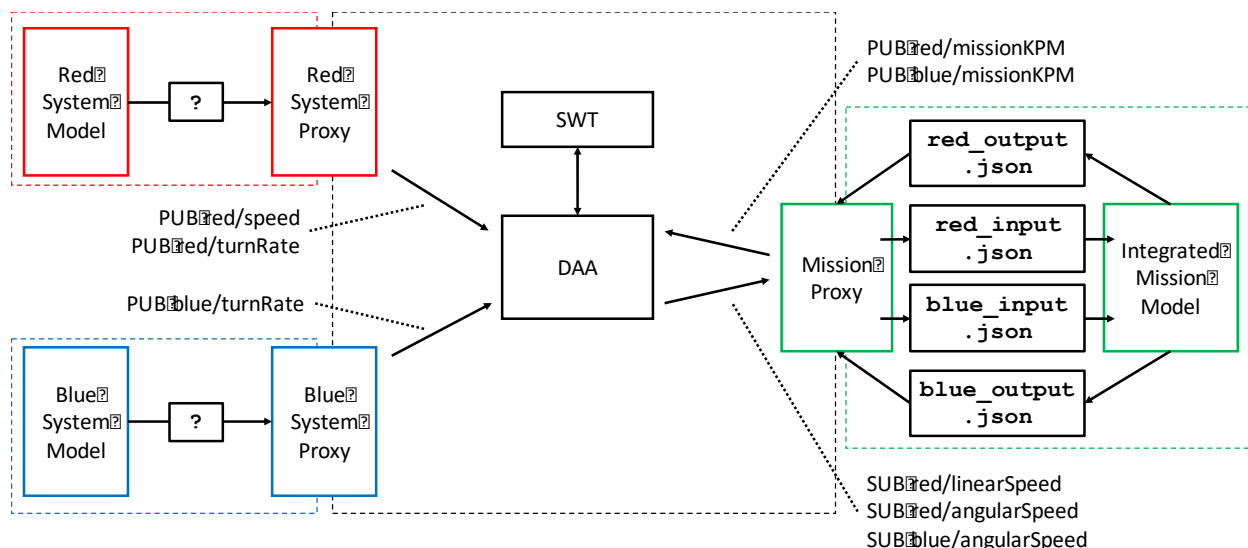 Red
System
Model
?
Red
System
Proxy
PUB red/speed
PUB red/turnRate
PUB blue/turnRate
Blue
System
Model
?
Blue
System
Proxy
SWT
DAA
PUB red/missionKPM
PUB blue/missionKPM
Mission
Proxy
red_output
.json
red_input
.json
blue_input
.json
blue_output
.json
Integrated
Mission
Model
SUB red/linearSpeed
SUB red/angularSpeed
SUB blue/angularSpeed